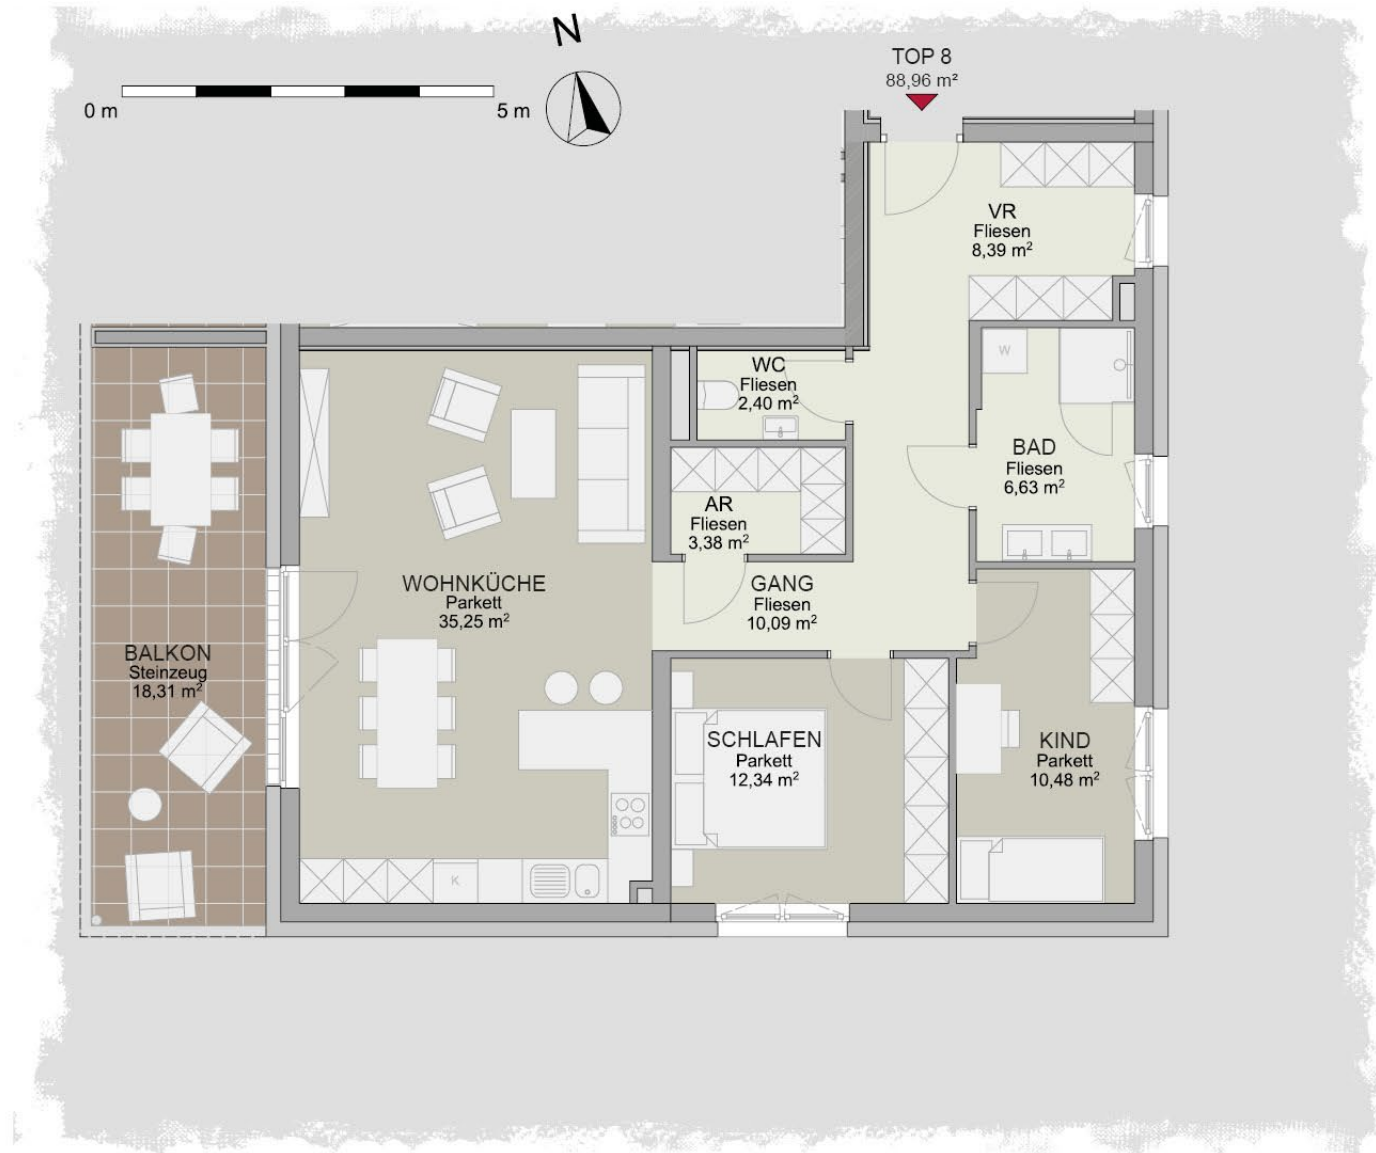 N
TOP 8
88,96 m²
0 m
5 m
VR
Fliesen
8,39 m²
WC
Fliesen
2,40 m²
W
BAD
Fliesen
6,63 m²
AR
Fliesen
3,38 m²
WOHNKÜCHE
Parkett
35,25 m²
GANG
Fliesen
10,09 m²
BALKON
Steinzeug
18,31 m²
SCHLAFEN
Parkett
12,34 m²
KIND
Parkett
10,48 m²
K